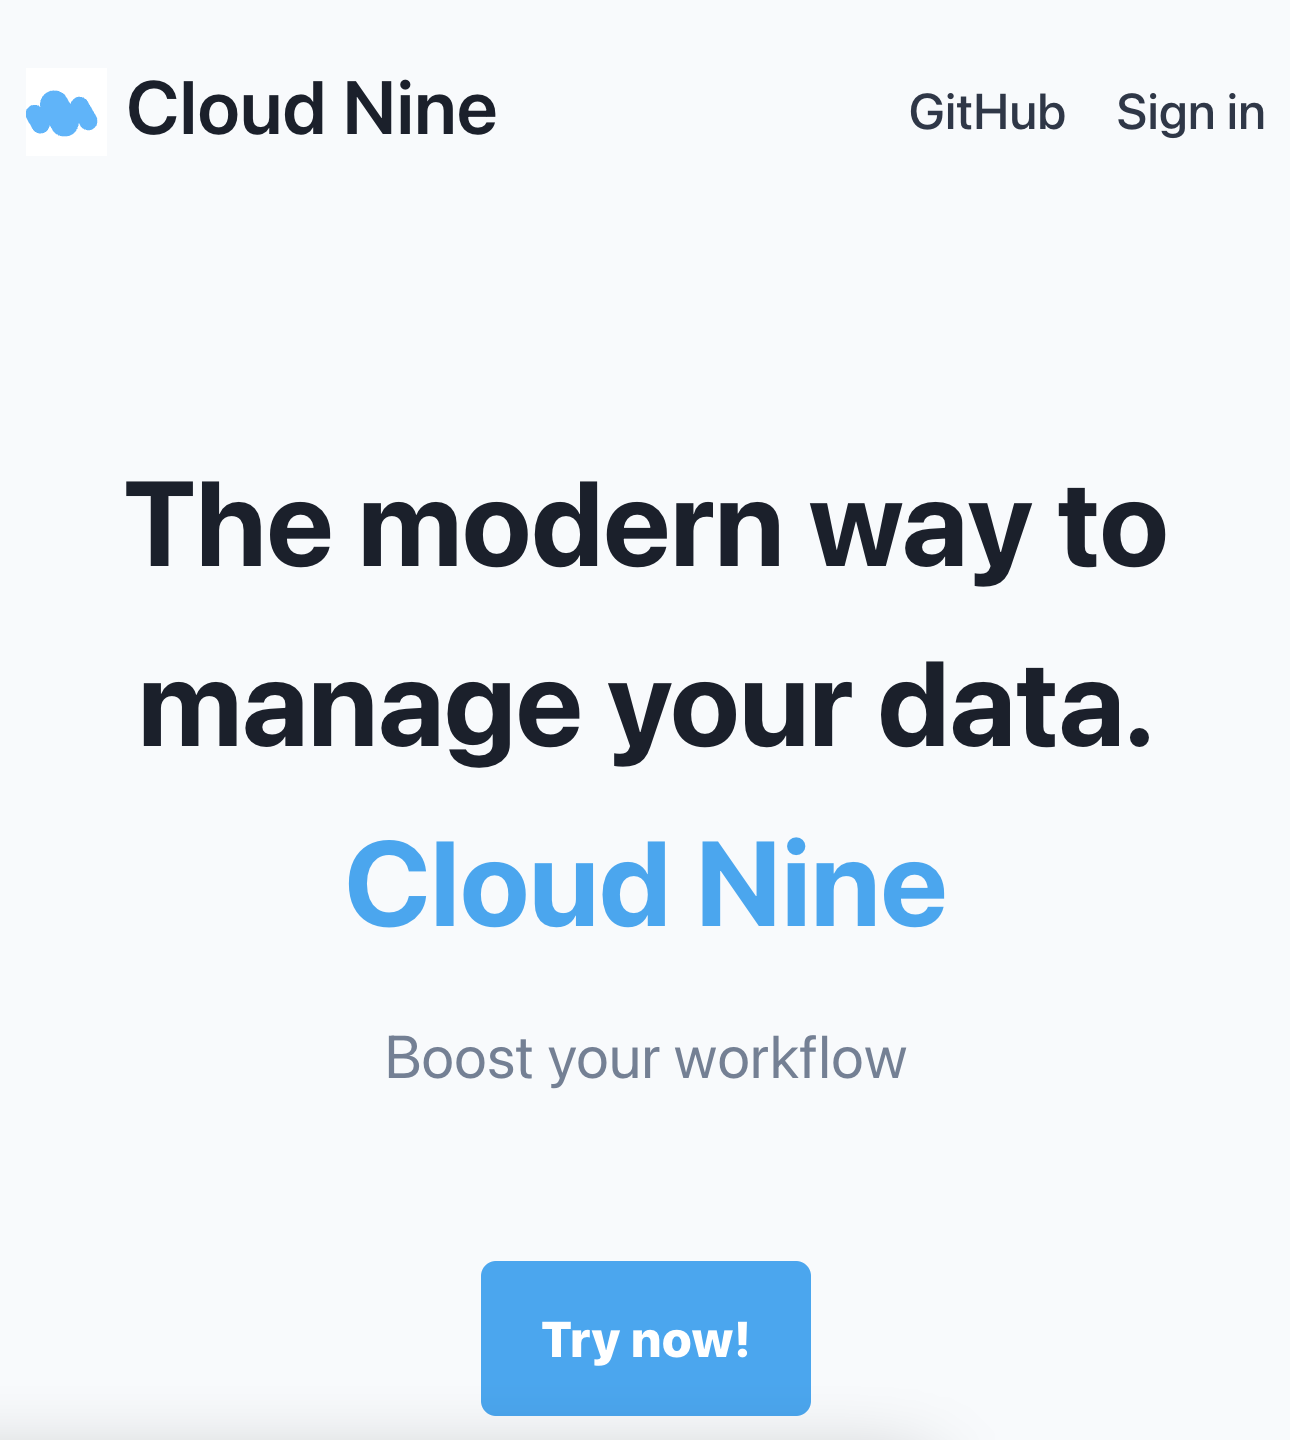 Cloud Nine
GitHub
Sign in
The modern way to
manage your data.
Cloud Nine
Boost your workflow
Try now!